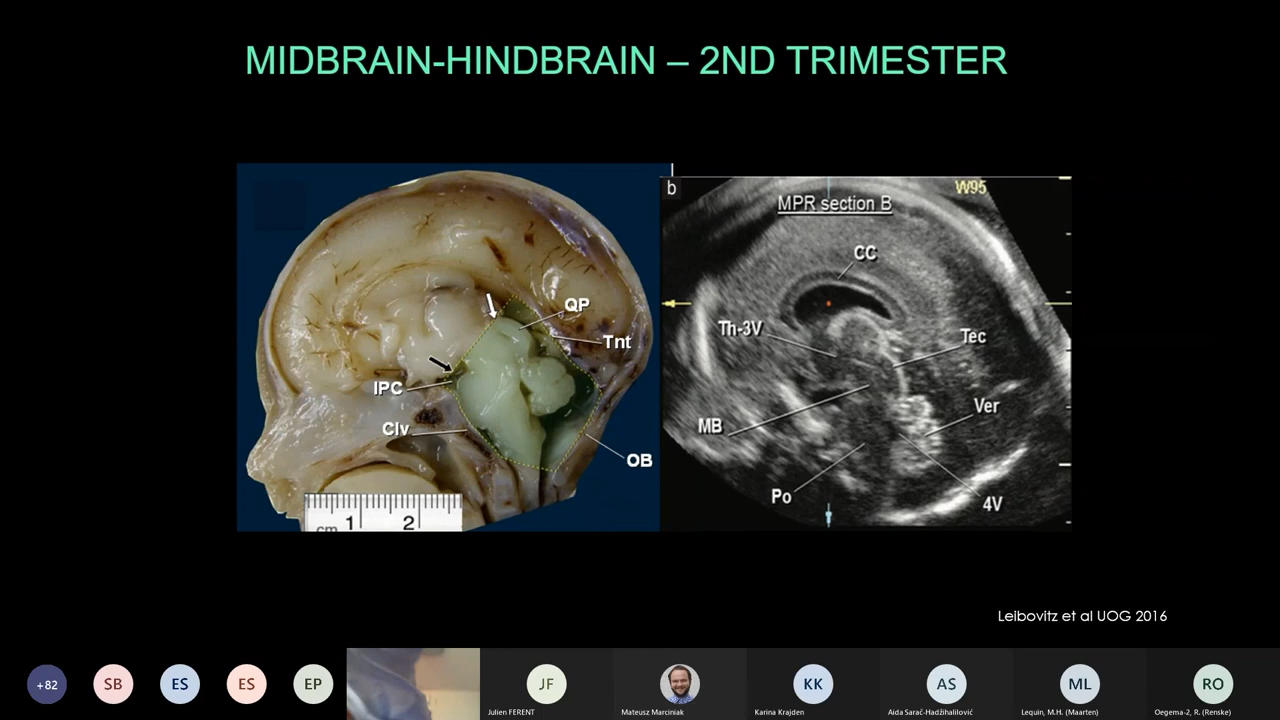 MIDBRAIN-HINDBRAIN – 2ND TRIMESTER
QP
Tnt
IPC
Clv
OB
cm 1 2
b
W95
MPR section B
CC
Th-3V
Tec
MB
Ver
Po
4V
Leibovitz et al UOG 2016
+82
SB
ES
ES
EP
JF
Julien FERENT
Mateusz Marciniak
KK
Karina Krajden
AS
Aida Sarač-Hadžihalilović
ML
Lequin, M.H. (Maarten)
RO
Oegema-2, R. (Renske)